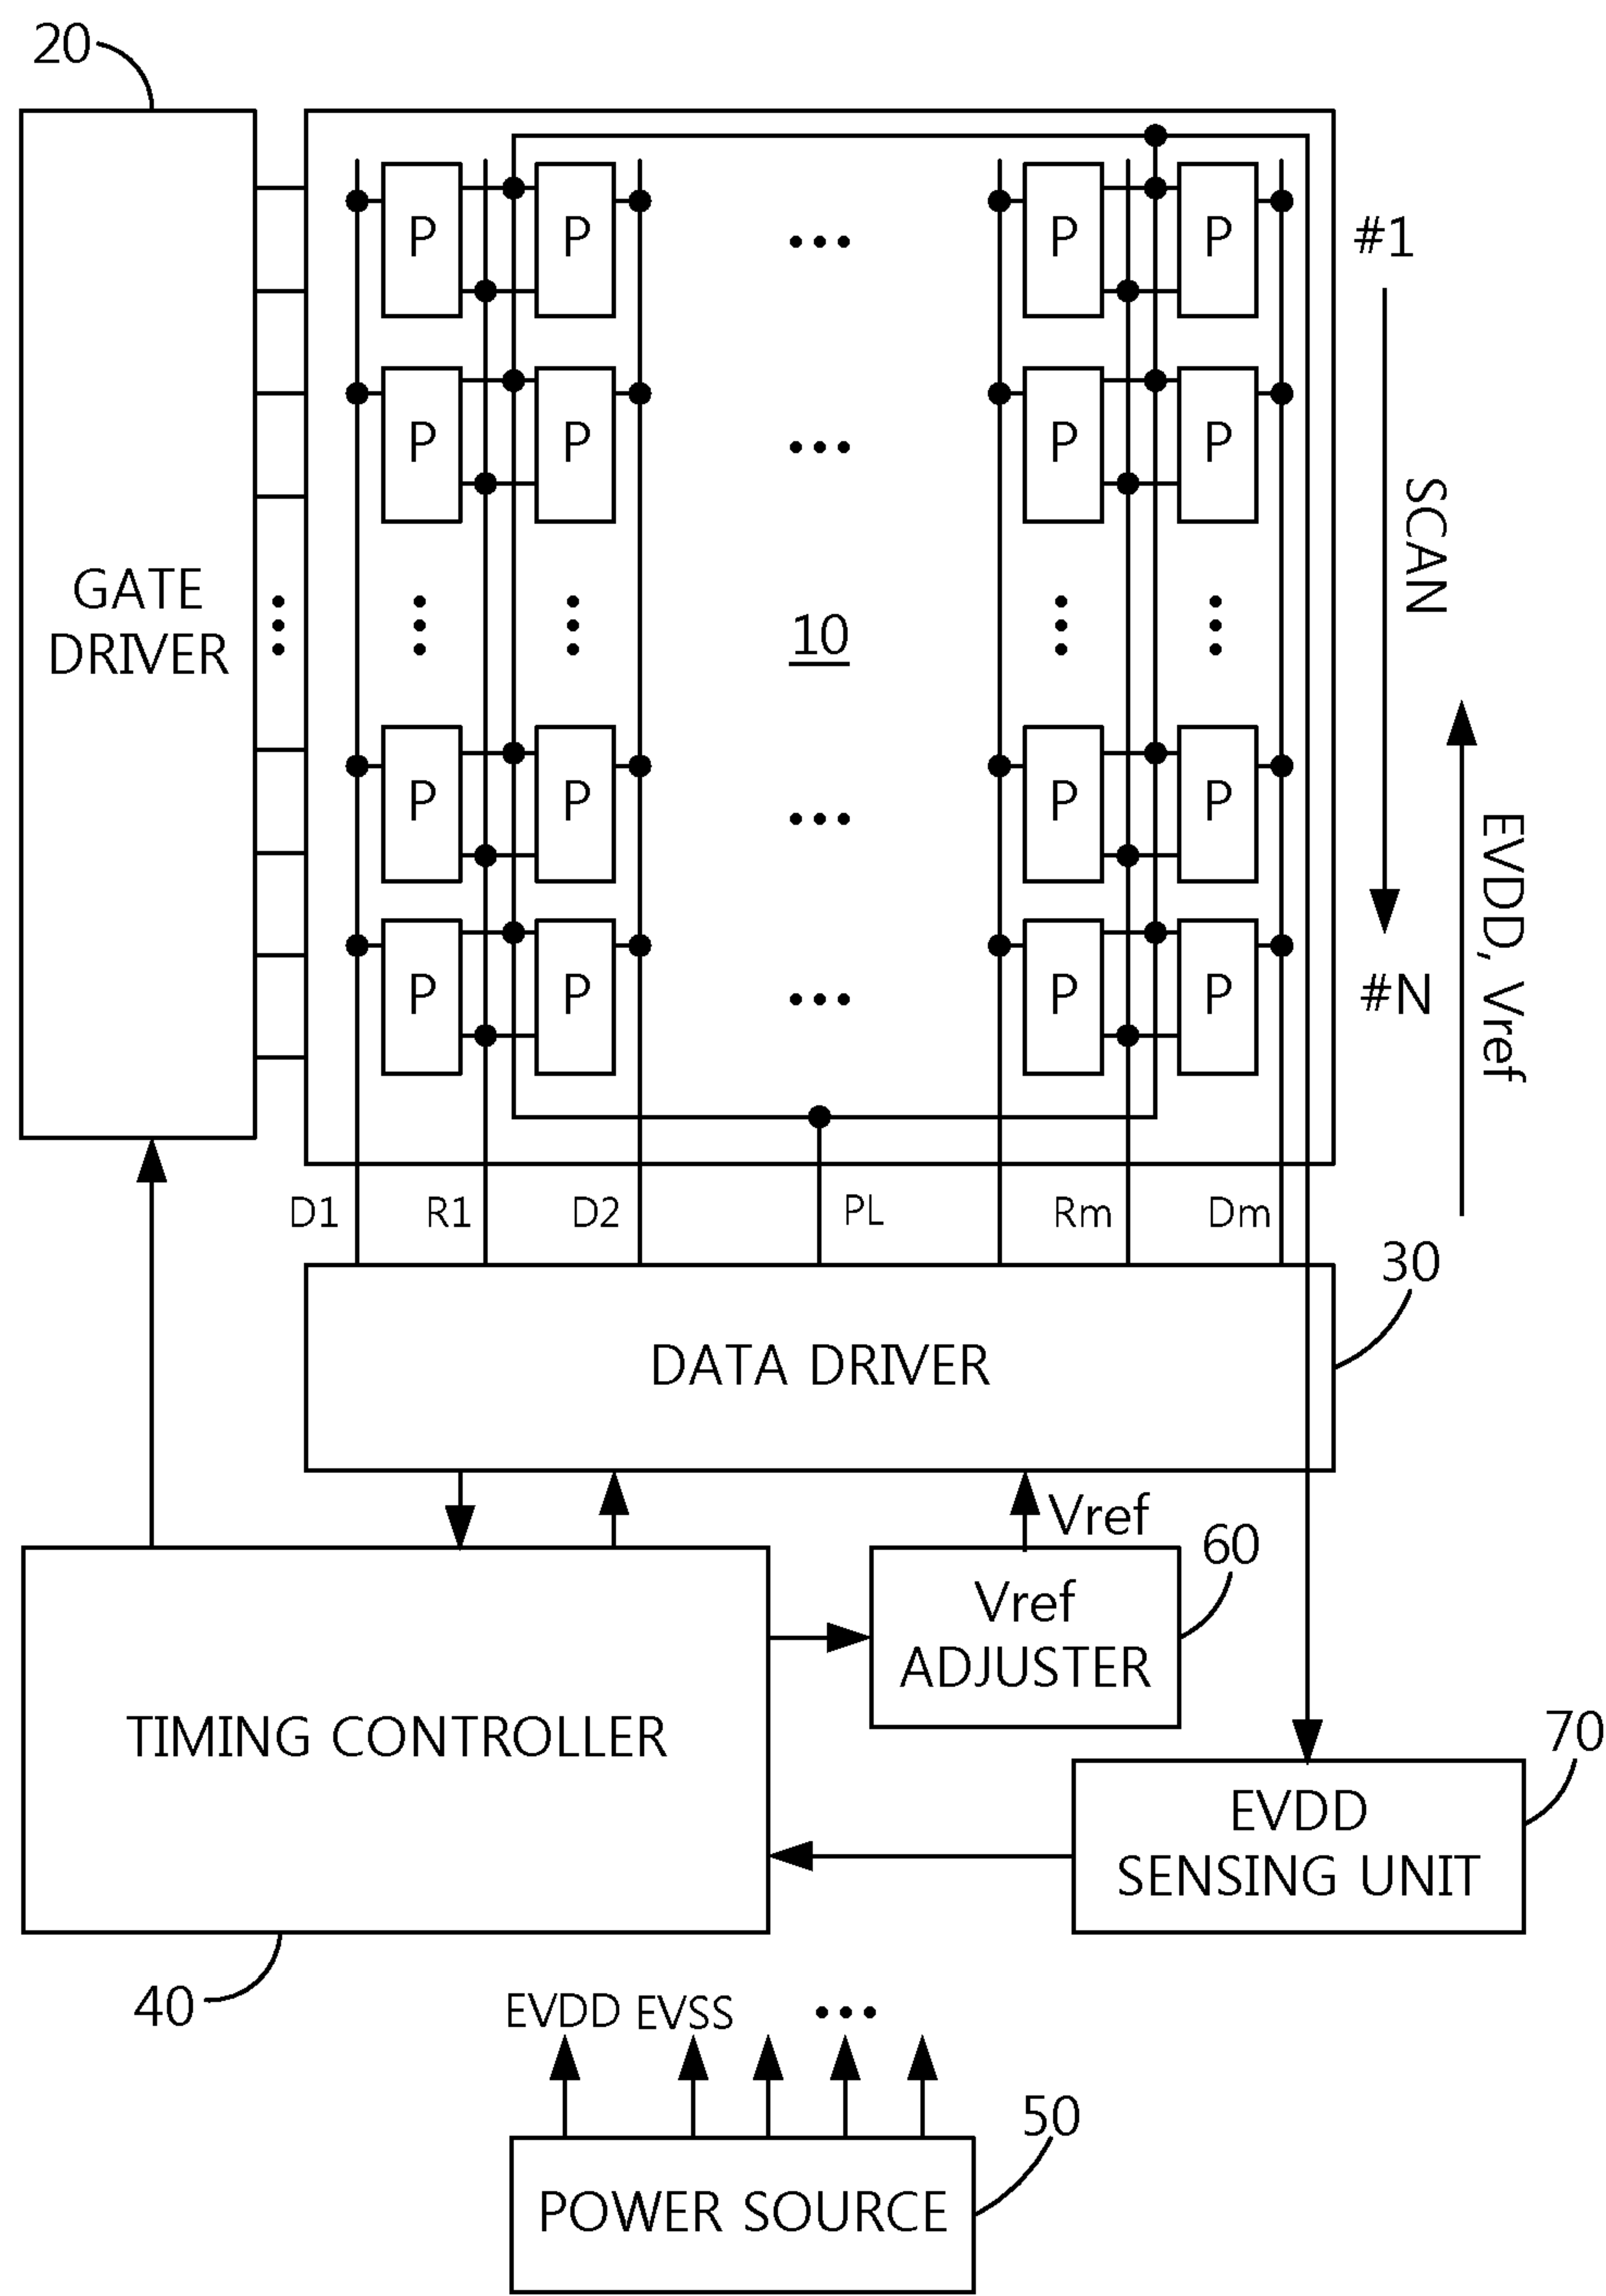 20
P P ... P P #1
P P ... P P
SCAN
GATE
DRIVER
10
P P ... P P
EVDD, Vref
P P ... P P #N
D1 R1 D2 PL Rm Dm
30
DATA DRIVER
Vref
60
Vref
ADJUSTER
TIMING CONTROLLER
70
EVDD
SENSING UNIT
40
EVDD EVSS ...
50
POWER SOURCE